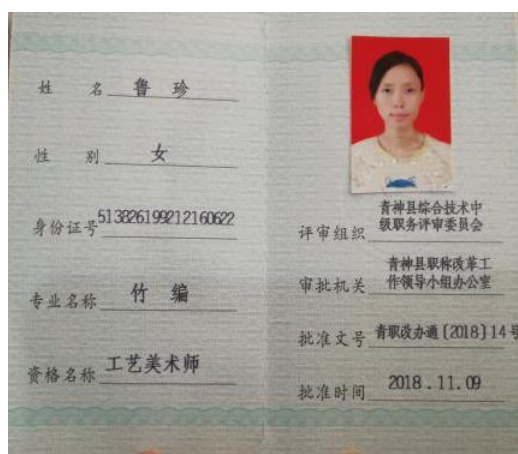 姓 名 鲁 珍
性 别 女
身份证号 513826199212160622
专业名称 竹 编
资格名称 工艺美术师
评审组织 青神县综合技术中
级职务评审委员会
审批机关 青神县职称改革工
作领导小组办公室
批准文号 青职改办通〔2018〕14号
批准时间 2018.11.09